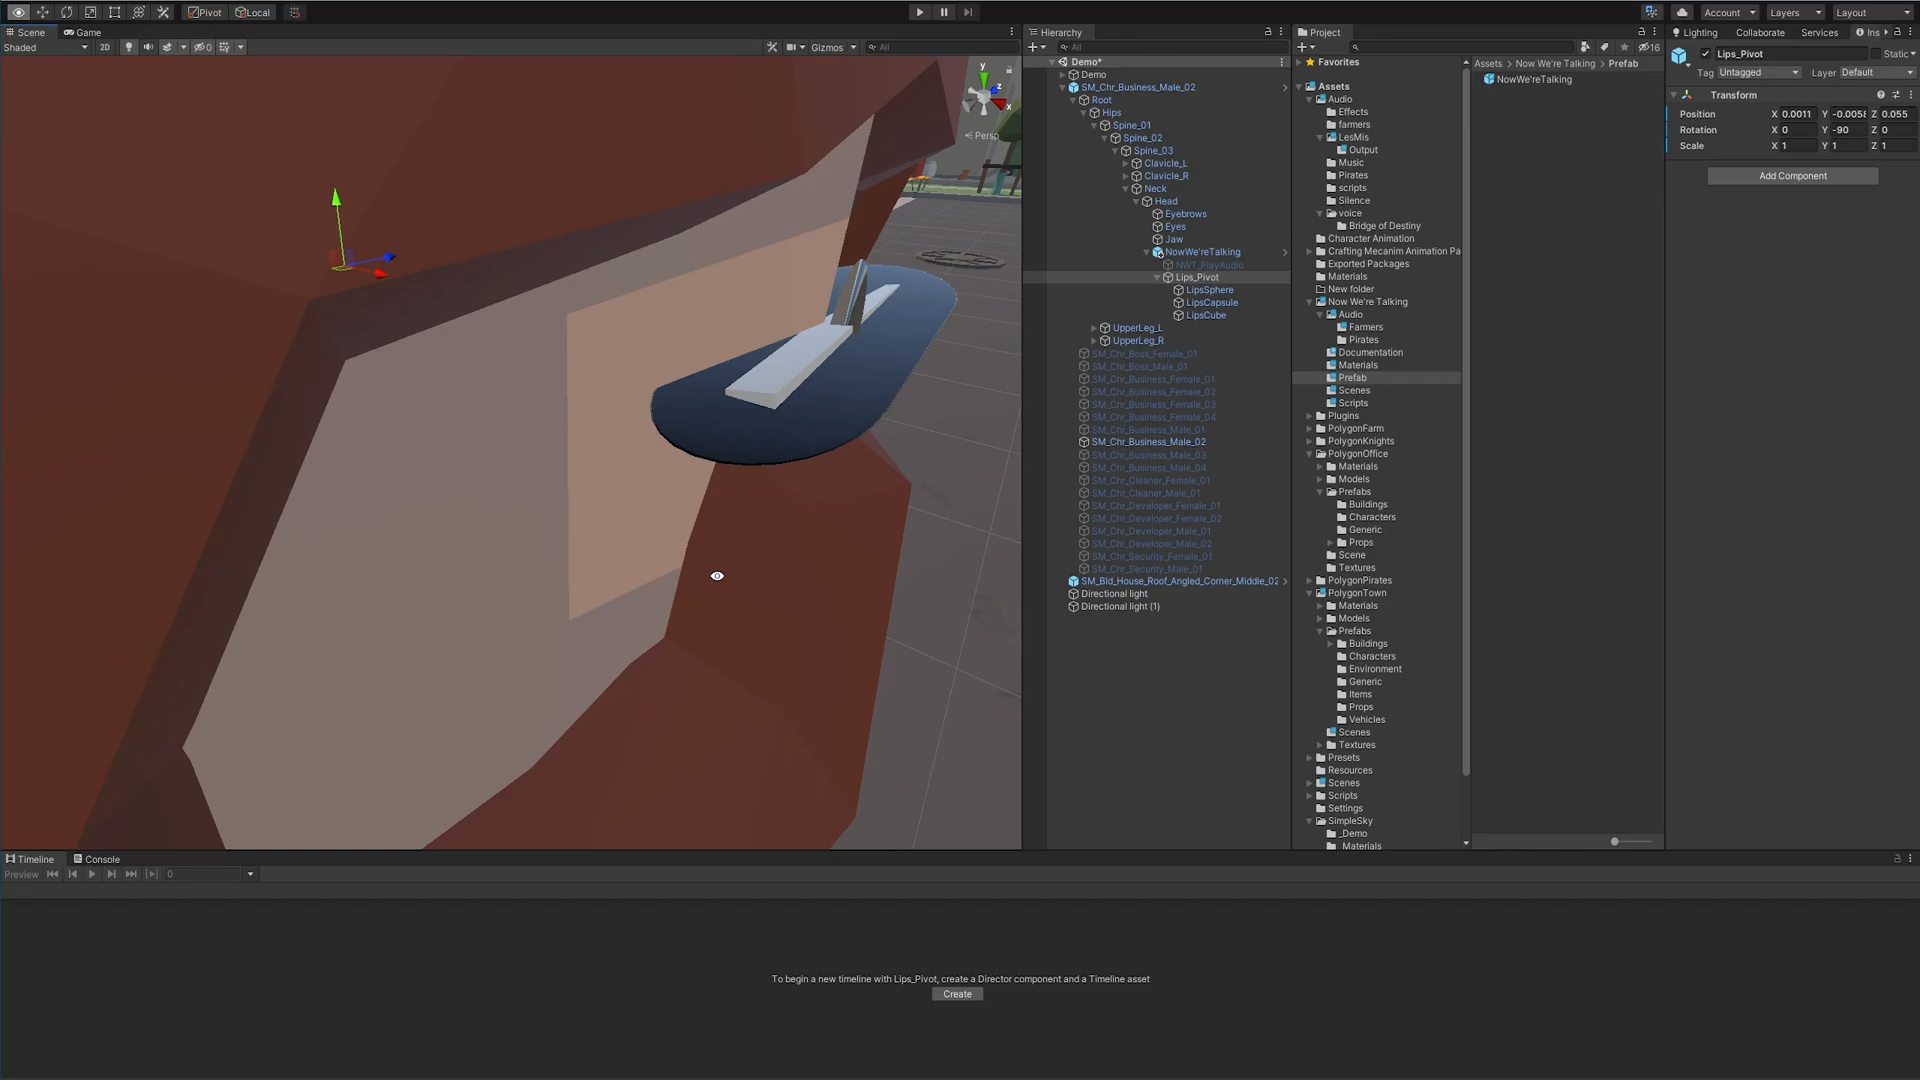 Pivot
Local
Account
Layers
Layout
Scene
Game
Shaded
2D
0
Gizmos
All
y
z
x
Persp
Hierarchy
All
Demo*
Demo
SM_Chr_Business_Male_02
Root
Hips
Spine_01
Spine_02
Spine_03
Clavicle_L
Clavicle_R
Neck
Head
Eyebrows
Eyes
Jaw
NowWe'reTalking
NWT_PlayAudio
Lips_Pivot
LipsSphere
LipsCapsule
LipsCube
UpperLeg_L
UpperLeg_R
SM_Chr_Boss_Female_01
SM_Chr_Boss_Male_01
SM_Chr_Business_Female_01
SM_Chr_Business_Female_02
SM_Chr_Business_Female_03
SM_Chr_Business_Female_04
SM_Chr_Business_Male_01
SM_Chr_Business_Male_02
SM_Chr_Business_Male_03
SM_Chr_Business_Male_04
SM_Chr_Cleaner_Female_01
SM_Chr_Cleaner_Male_01
SM_Chr_Developer_Female_01
SM_Chr_Developer_Female_02
SM_Chr_Developer_Male_01
SM_Chr_Developer_Male_02
SM_Chr_Security_Female_01
SM_Chr_Security_Male_01
SM_Bld_House_Roof_Angled_Corner_Middle_02
Directional light
Directional light (1)
Project
16
Favorites
Assets
Audio
Effects
farmers
LesMis
Output
Music
Pirates
scripts
Silence
voice
Bridge of Destiny
Character Animation
Crafting Mecanim Animation Pa
Exported Packages
Materials
New folder
Now We're Talking
Audio
Farmers
Pirates
Documentation
Materials
Prefab
Scenes
Scripts
Plugins
PolygonFarm
PolygonKnights
PolygonOffice
Materials
Models
Prefabs
Buildings
Characters
Generic
Props
Scene
Textures
PolygonPirates
PolygonTown
Materials
Models
Prefabs
Buildings
Characters
Environment
Generic
Items
Props
Vehicles
Scenes
Textures
Presets
Resources
Scenes
Scripts
Settings
SimpleSky
_Demo
_Materials
Assets
Now We're Talking
Prefab
NowWe'reTalking
Lighting
Collaborate
Services
Ins
Lips_Pivot
Static
Tag Untagged
Layer Default
Transform
Position X 0.0011 Y -0.0058 Z 0.055
Rotation X 0 Y -90 Z 0
Scale X 1 Y 1 Z 1
Add Component
Timeline
Console
Preview
0
To begin a new timeline with Lips_Pivot, create a Director component and a Timeline asset
Create